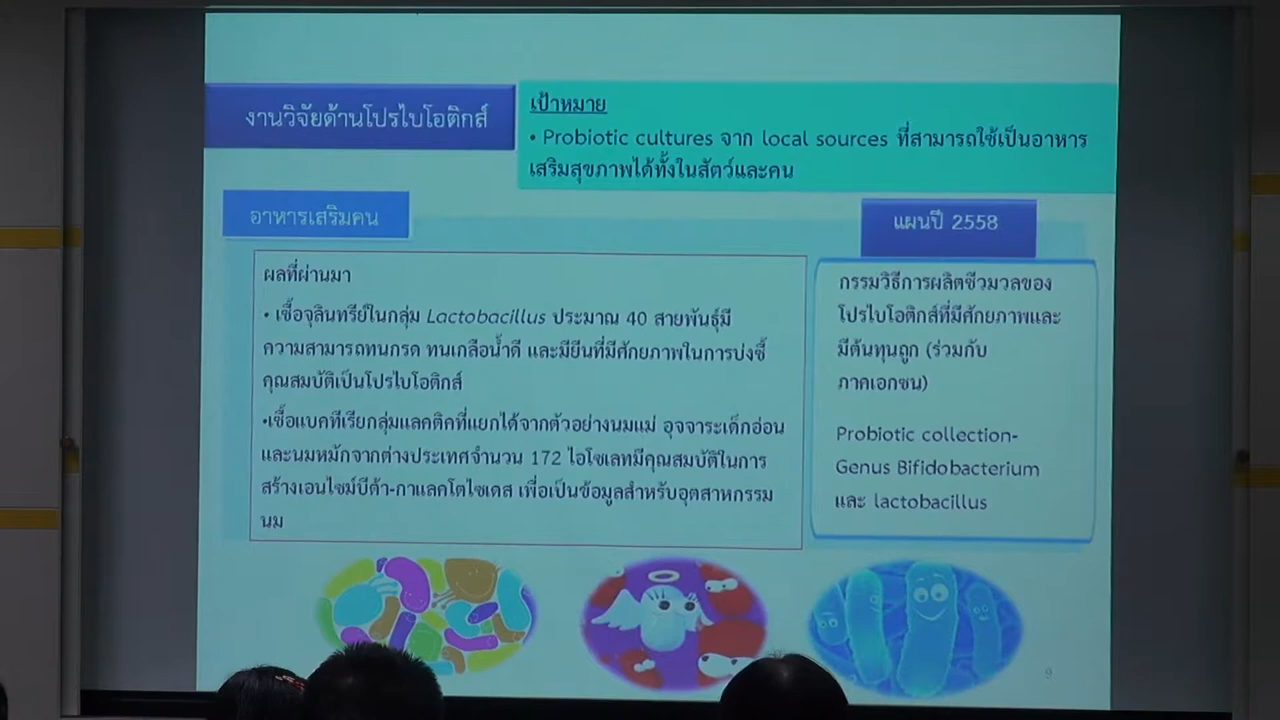 งานวิจัยด้านโปรไบโอติกส์
เป้าหมาย
• Probiotic cultures จาก local sources ที่สามารถใช้เป็นอาหาร
เสริมสุขภาพได้ทั้งในสัตว์และคน
อาหารเสริมคน
ผลที่ผ่านมา
• เชื้อจุลินทรีย์ในกลุ่ม Lactobacillus ประมาณ 40 สายพันธุ์มี
ความสามารถทนกรด ทนเกลือน้ำดี และมียีนที่มีศักยภาพในการบ่งชี้
คุณสมบัติเป็นโปรไบโอติกส์
•เชื้อแบคทีเรียกลุ่มแลคติคที่แยกได้จากตัวอย่างนมแม่ อุจจาระเด็กอ่อน
และนมหมักจากต่างประเทศจำนวน 172 ไอโซเลทมีคุณสมบัติในการ
สร้างเอนไซม์บีต้า-กาแลคโตไซเดส เพื่อเป็นข้อมูลสำหรับอุตสาหกรรม
นม
แผนปี 2558
กรรมวิธีการผลิตชีวมวลของ
โปรไบโอติกส์ที่มีศักยภาพและ
มีต้นทุนถูก (ร่วมกับ
ภาคเอกชน)
Probiotic collection-
Genus Bifidobacterium
และ lactobacillus
9